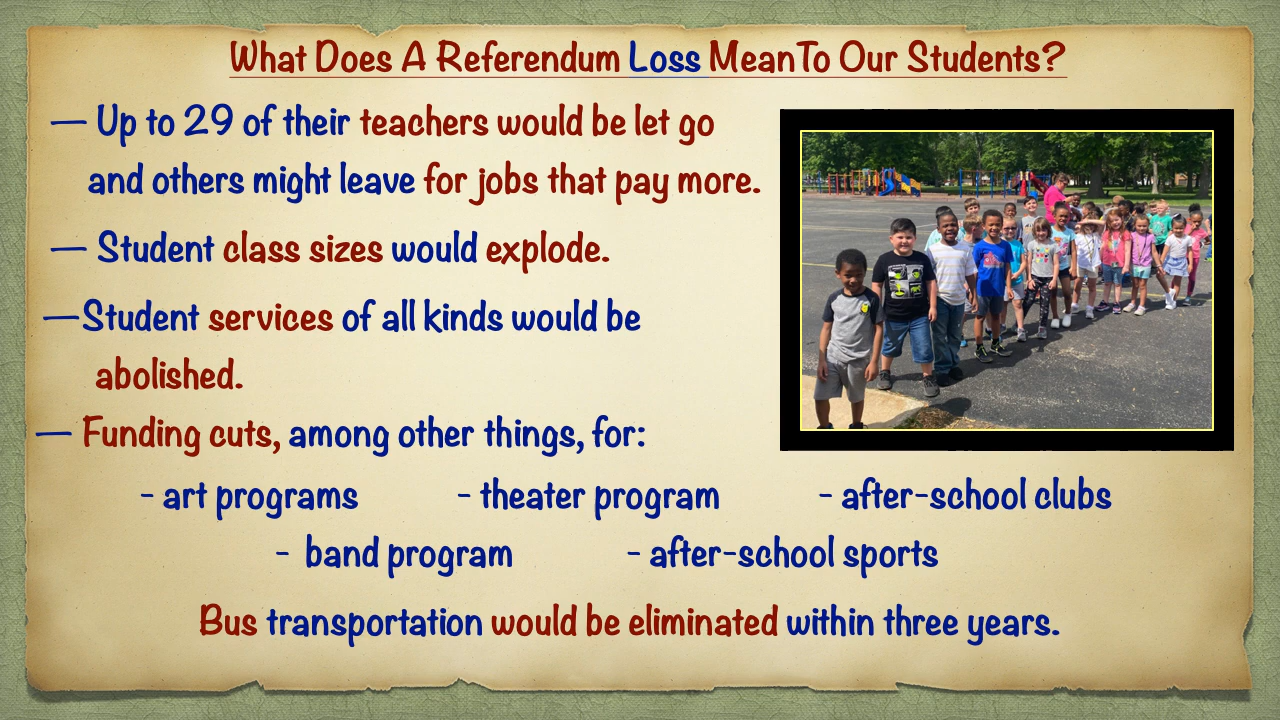 What Does A Referendum Loss MeanTo Our Students?
— Up to 29 of their teachers would be let go
and others might leave for jobs that pay more.
— Student class sizes would explode.
—Student services of all kinds would be
abolished.
— Funding cuts, among other things, for:
- art programs - theater program - after-school clubs
- band program - after-school sports
Bus transportation would be eliminated within three years.